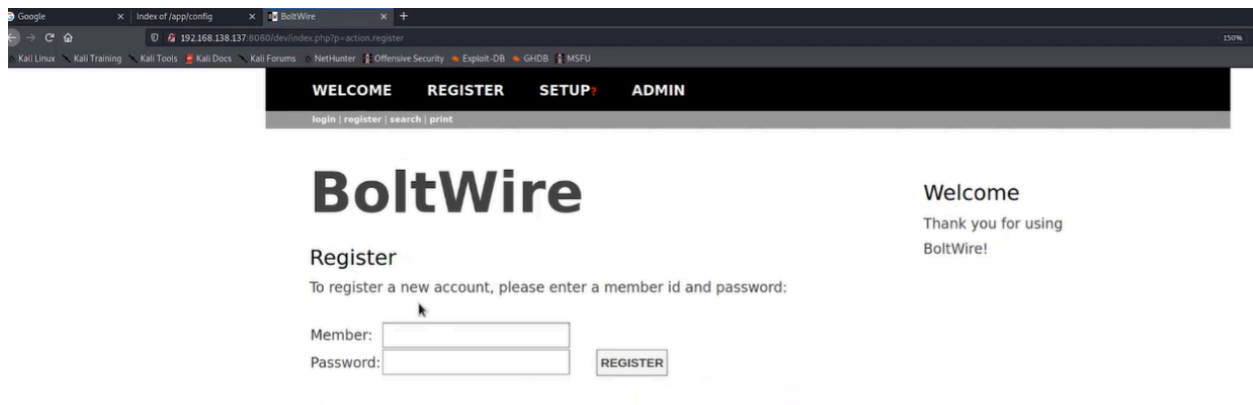 Google Index of /app/config BoltWire
192.168.138.137:8080/dev/index.php?p=action.register 150%
Kali Linux Kali Training Kali Tools Kali Docs Kali Forums NetHunter Offensive Security Exploit-DB GHDB MSFU
WELCOME REGISTER SETUP? ADMIN
login | register | search | print
BoltWire
Welcome
Thank you for using
BoltWire!
Register
To register a new account, please enter a member id and password:
Member:
Password: REGISTER